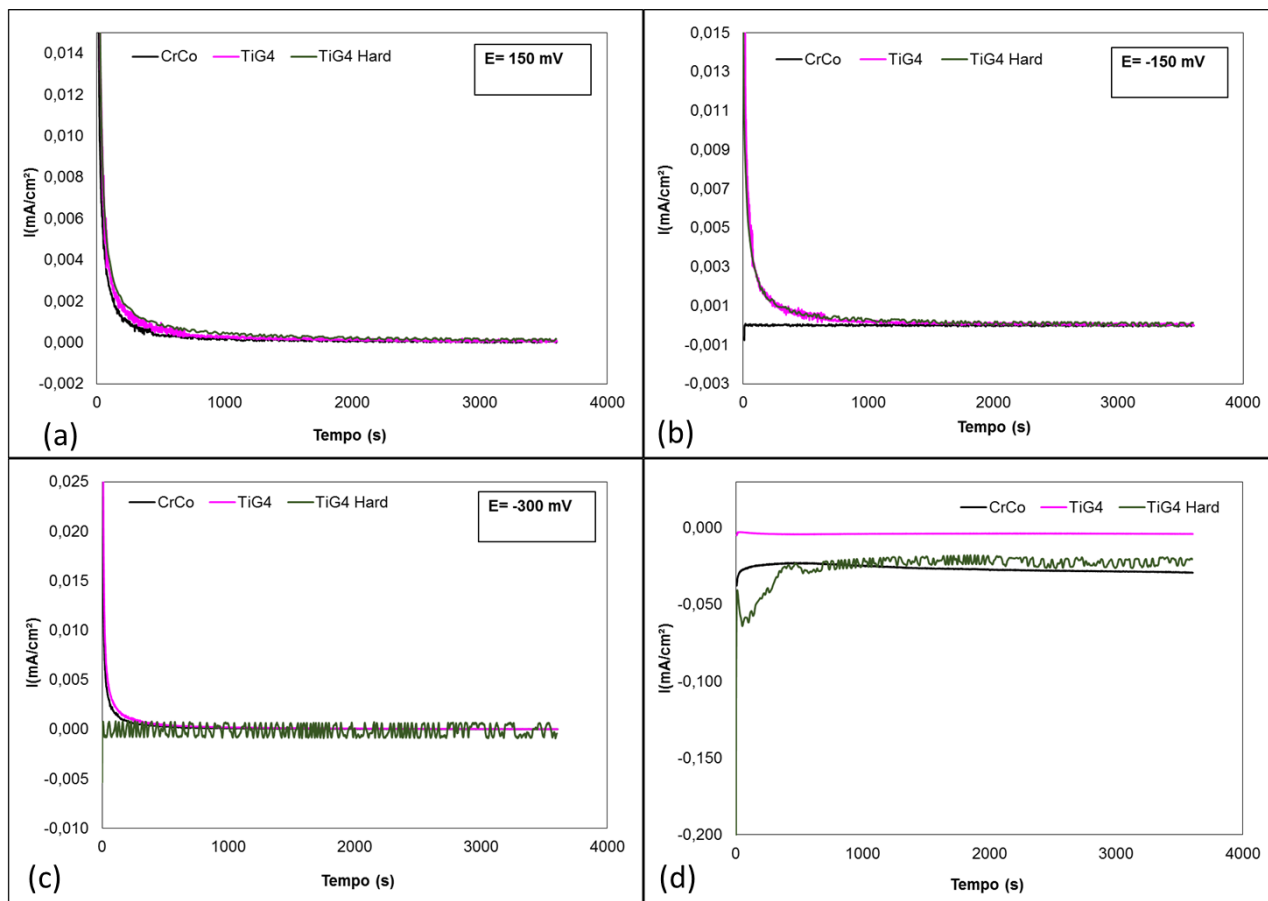 CrCo TiG4 TiG4 Hard
E= 150 mV
0,014
0,012
0,010
0,008
0,006
0,004
0,002
0,000
-0,002
I(mA/cm²)
0 1000 2000 3000 4000
Tempo (s)
(a)
CrCo TiG4 TiG4 Hard
E= -150 mV
0,015
0,013
0,011
0,009
0,007
0,005
0,003
0,001
-0,001
-0,003
I(mA/cm²)
0 1000 2000 3000 4000
Tempo (s)
(b)
CrCo TiG4 TiG4 Hard
E= -300 mV
0,025
0,020
0,015
0,010
0,005
0,000
-0,005
-0,010
I(mA/cm²)
0 1000 2000 3000 4000
Tempo (s)
(c)
CrCo TiG4 TiG4 Hard
0,000
-0,050
-0,100
-0,150
-0,200
I(mA/cm²)
0 1000 2000 3000 4000
Tempo (s)
(d)